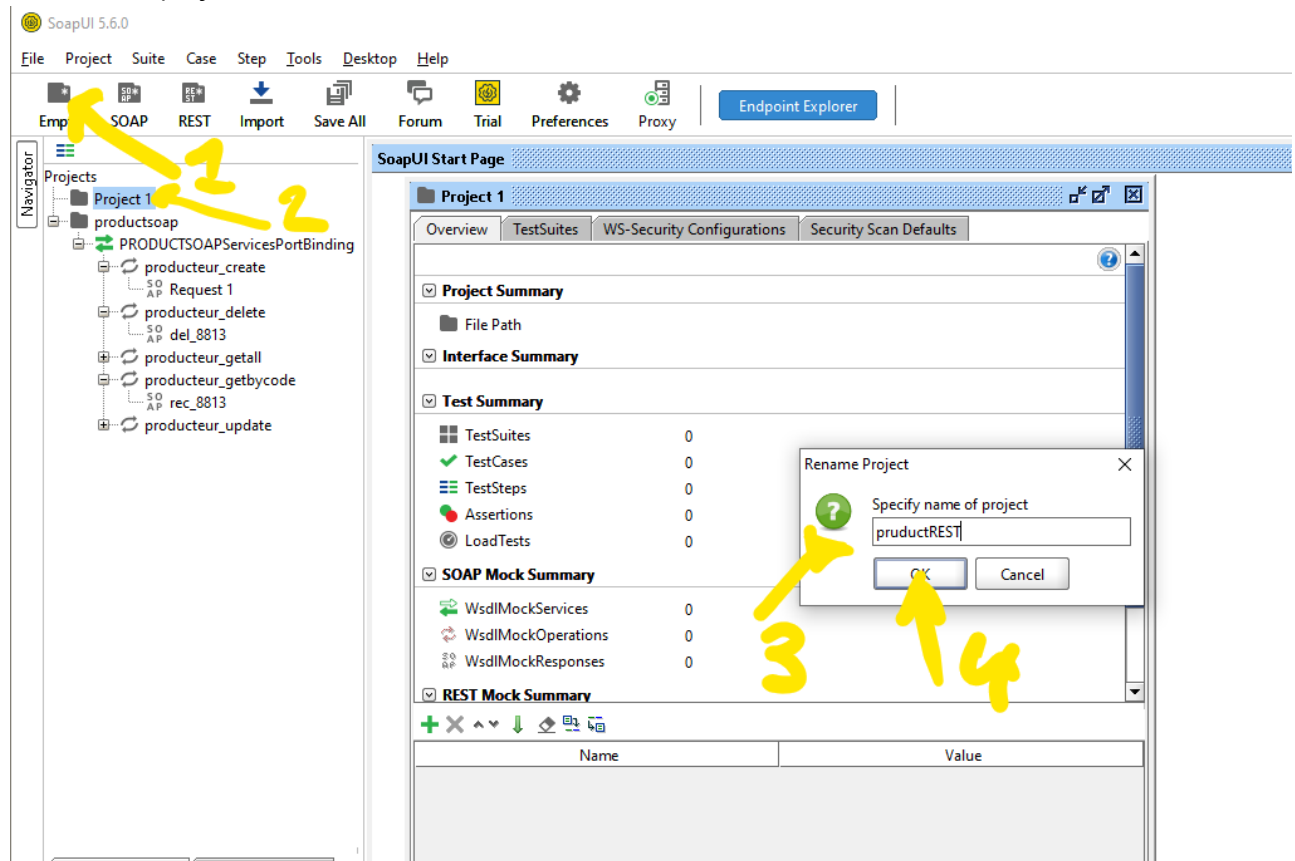 SoapUI 5.6.0
File Project Suite Case Step Tools Desktop Help
Empty SOAP REST Import Save All Forum Trial Preferences Proxy Endpoint Explorer
Navigator
Projects
Project 1
productsoap
PRODUCTSOAPServicesPortBinding
producteur_create
Request 1
producteur_delete
del_8813
producteur_getall
producteur_getbycode
rec_8813
producteur_update
1
2
SoapUI Start Page
Project 1
Overview TestSuites WS-Security Configurations Security Scan Defaults
Project Summary
File Path
Interface Summary
Test Summary
TestSuites 0
TestCases 0
TestSteps 0
Assertions 0
LoadTests 0
SOAP Mock Summary
WsdlMockServices 0
WsdlMockOperations 0
WsdlMockResponses 0
REST Mock Summary
Name Value
Rename Project
Specify name of project
pruductREST
OK Cancel
3
4